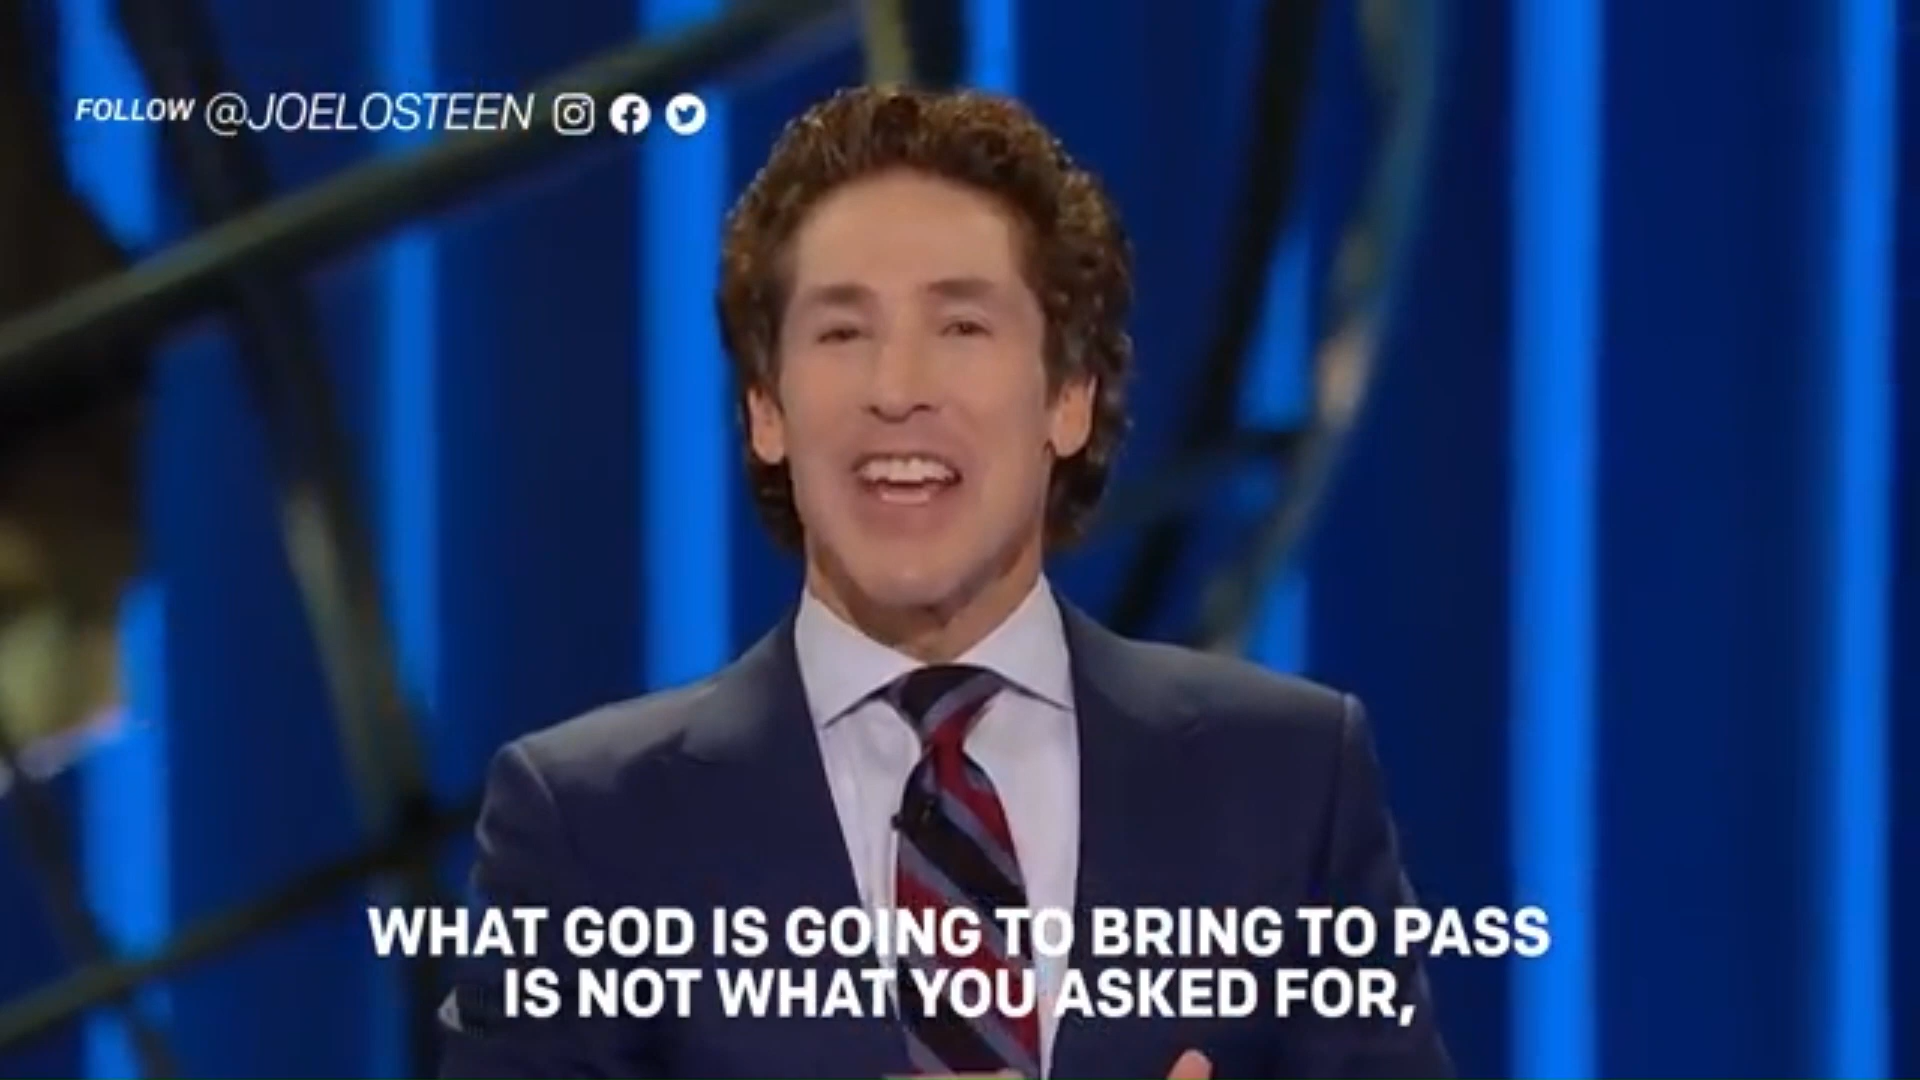 FOLLOW @JOELOSTEEN
WHAT GOD IS GOING TO BRING TO PASS
IS NOT WHAT YOU ASKED FOR,